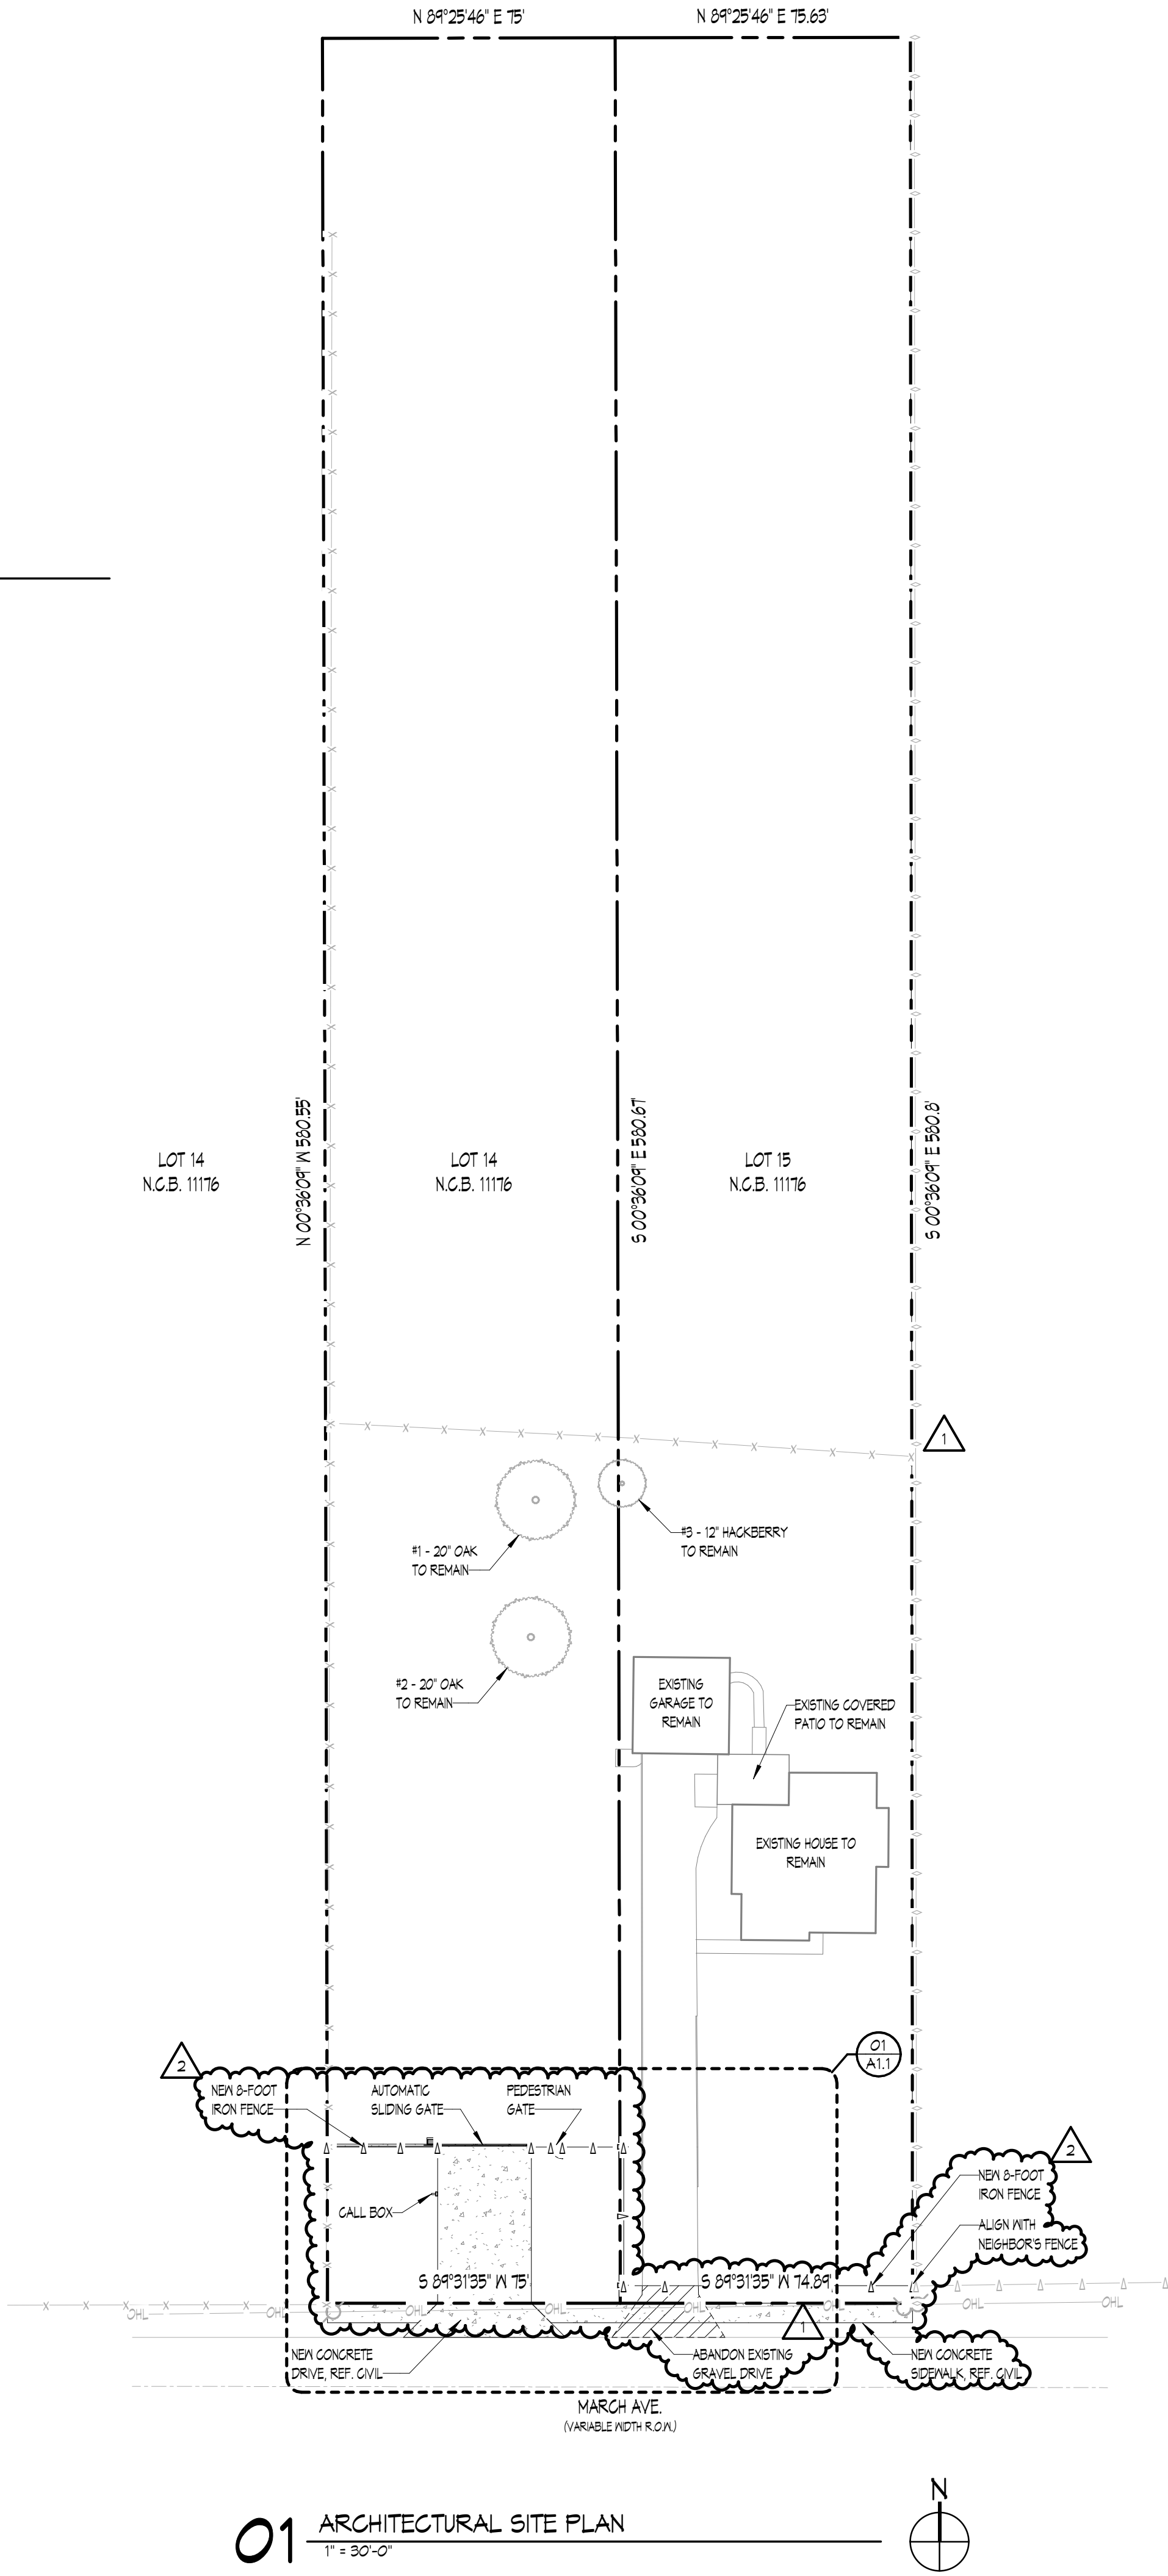 N 89°25'46" E 75'
N 89°25'46" E 75.63'
N 00°36'09" W 580.55'
S 00°36'09" E 580.67'
S 00°36'09" E 580.8'
LOT 14
N.C.B. 11176
LOT 14
N.C.B. 11176
LOT 15
N.C.B. 11176
1
#1 - 20" OAK
TO REMAIN
#3 - 12" HACKBERRY
TO REMAIN
#2 - 20" OAK
TO REMAIN
EXISTING
GARAGE TO
REMAIN
EXISTING COVERED
PATIO TO REMAIN
EXISTING HOUSE TO
REMAIN
01
A1.1
2
NEW 8-FOOT
IRON FENCE
AUTOMATIC
SLIDING GATE
PEDESTRIAN
GATE
CALL BOX
2
NEW 8-FOOT
IRON FENCE
ALIGN WITH
NEIGHBOR'S FENCE
S 89°31'35" W 75'
S 89°31'35" W 74.89'
OHL
OHL
OHL
OHL
OHL
OHL
OHL
OHL
1
NEW CONCRETE
DRIVE, REF. CIVIL
ABANDON EXISTING
GRAVEL DRIVE
NEW CONCRETE
SIDEWALK, REF. CIVIL
MARCH AVE.
(VARIABLE WIDTH R.O.W.)
N
01
ARCHITECTURAL SITE PLAN
1" = 30'-0"